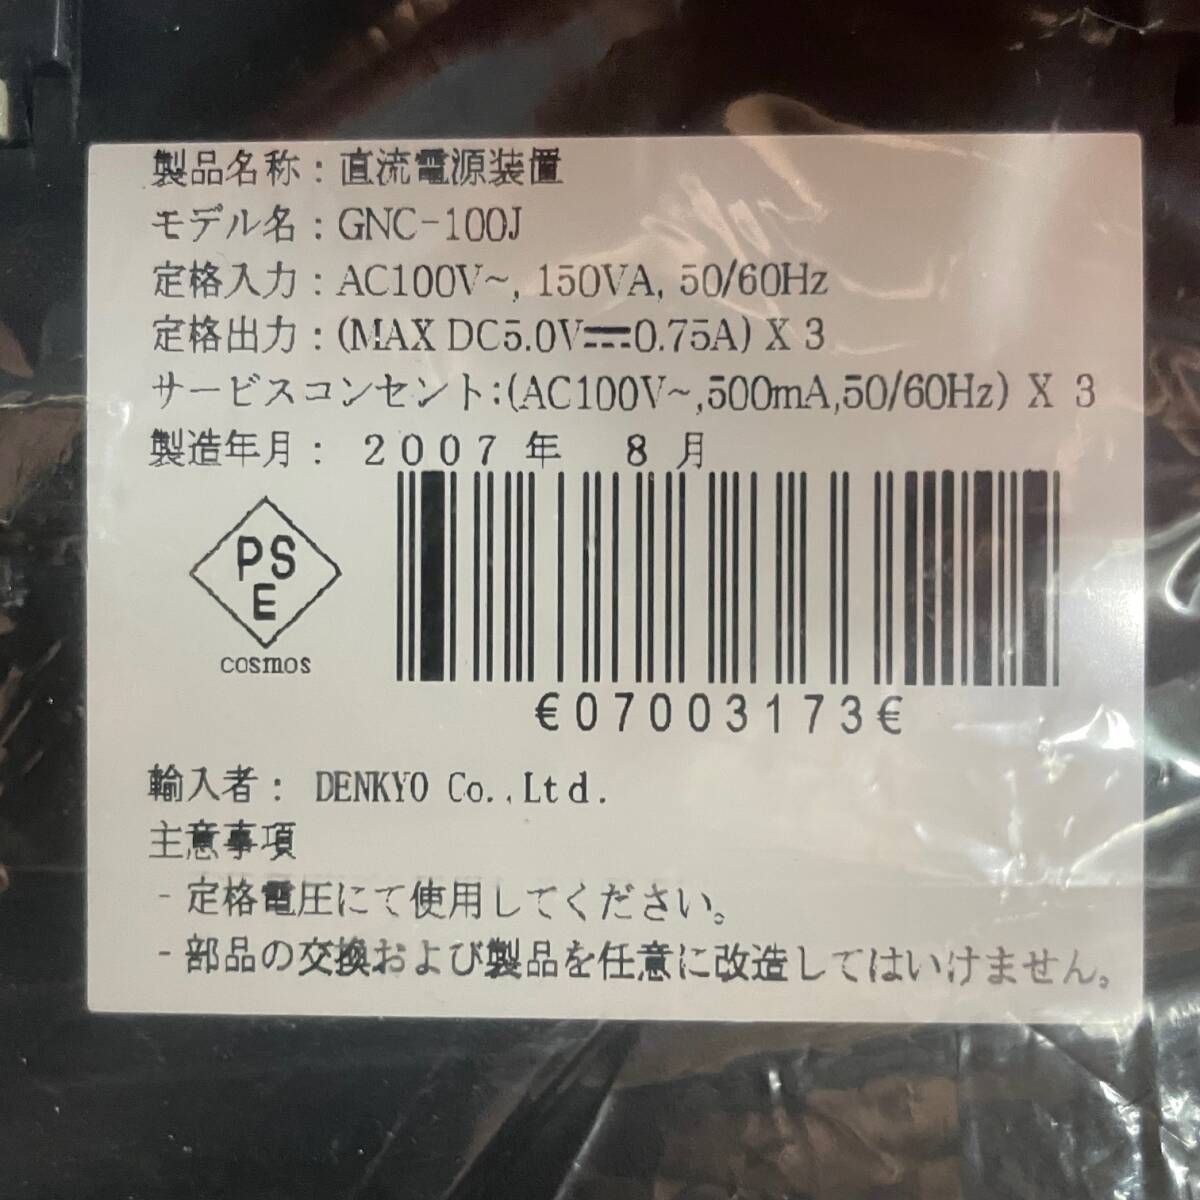 製品名称：直流電源装置
モデル名：GNC-100J
定格入力：AC100V~, 150VA, 50/60Hz
定格出力：(MAX DC5.0V⎓0.75A) X 3
サービスコンセント:(AC100V~,500mA,50/60Hz) X 3
製造年月： 2007 年 8 月
PS
E
cosmos
€07003173€
輸入者： DENKYO Co.,Ltd.
主意事項
- 定格電圧にて使用してください。
- 部品の交換および製品を任意に改造してはいけません。